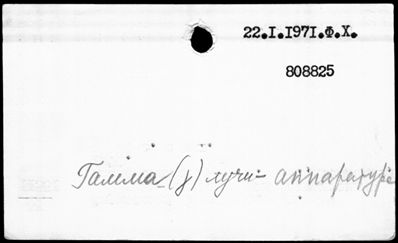 22.I.1971.Ф.Х.
808825
Гамма-(γ) лучи - аппаратура